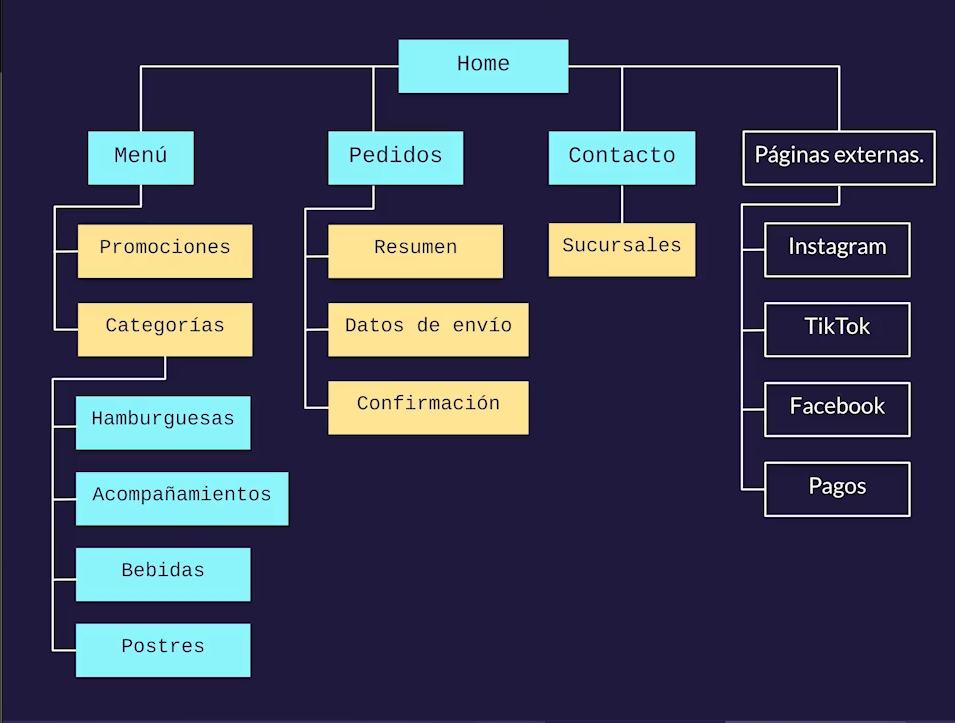 Home
Menú
Pedidos
Contacto
Páginas externas.
Promociones
Resumen
Sucursales
Instagram
Categorías
Datos de envío
TikTok
Hamburguesas
Confirmación
Facebook
Acompañamientos
Pagos
Bebidas
Postres